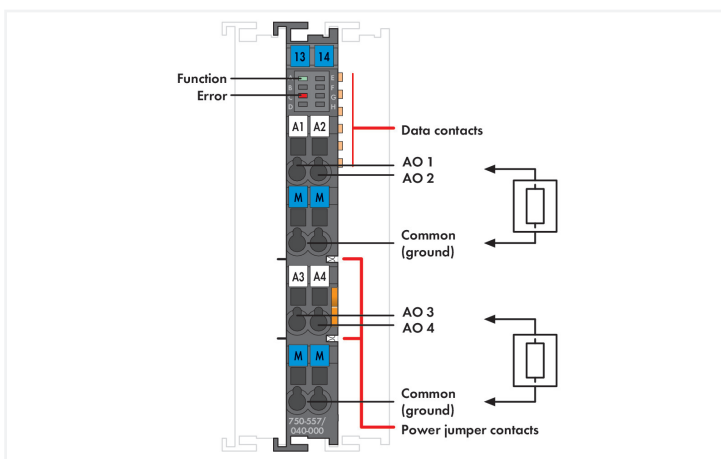 13 14
Function
Error
A E
B F
C G
D H
A1 A2
Data contacts
AO 1
AO 2
M M
Common
(ground)
A3 A4
AO 3
AO 4
M M
Common
(ground)
750-557/
040-000
Power jumper contacts